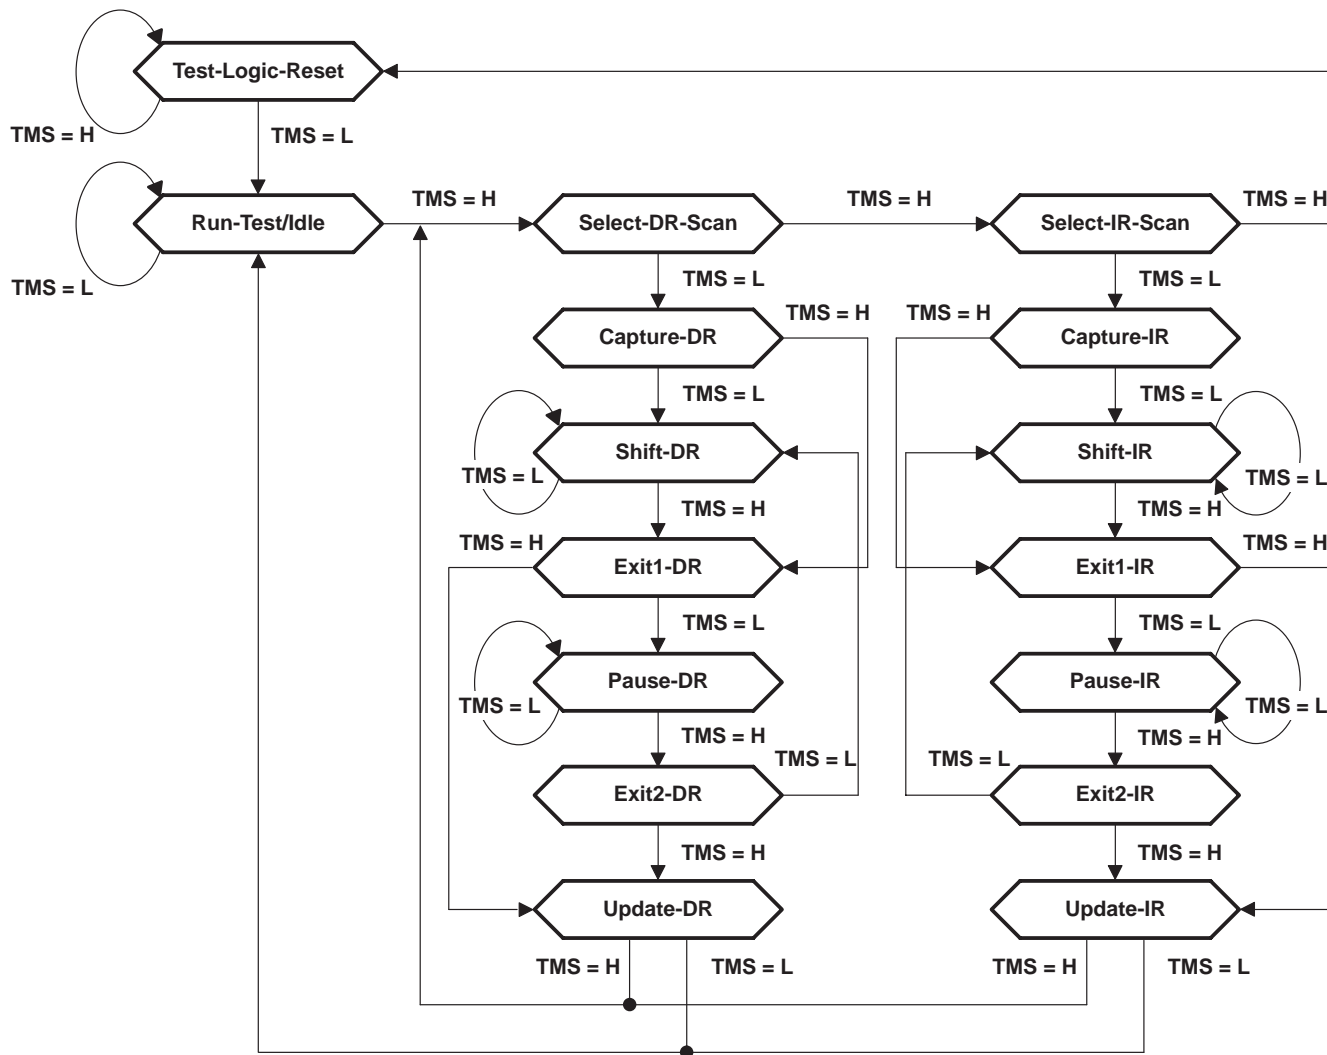 Test-Logic-Reset
TMS = H
TMS = L
TMS = H
TMS = H
TMS = H
Run-Test/Idle
Select-DR-Scan
Select-IR-Scan
TMS = L
TMS = L
TMS = L
TMS = H
TMS = H
Capture-DR
Capture-IR
TMS = L
TMS = L
Shift-DR
Shift-IR
TMS = L
TMS = L
TMS = H
TMS = H
TMS = H
TMS = H
Exit1-DR
Exit1-IR
TMS = L
TMS = L
Pause-DR
Pause-IR
TMS = L
TMS = L
TMS = H
TMS = H
TMS = L
TMS = L
Exit2-DR
Exit2-IR
TMS = H
TMS = H
Update-DR
Update-IR
TMS = H
TMS = L
TMS = H
TMS = L